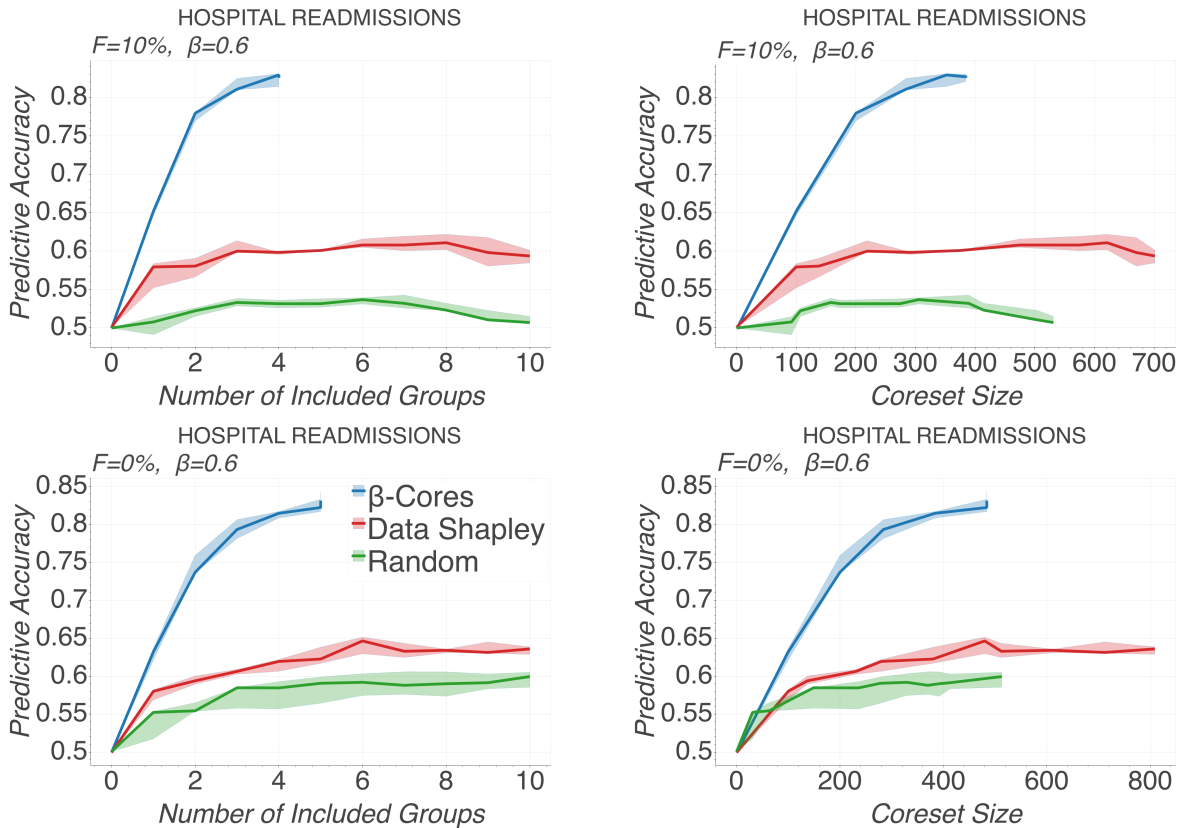 HOSPITAL READMISSIONS
F=10%, β=0.6
Predictive Accuracy
0.8
0.75
0.7
0.65
0.6
0.55
0.5
0 2 4 6 8 10
Number of Included Groups
HOSPITAL READMISSIONS
F=10%, β=0.6
Predictive Accuracy
0.8
0.75
0.7
0.65
0.6
0.55
0.5
0 100 200 300 400 500 600 700
Coreset Size
HOSPITAL READMISSIONS
F=0%, β=0.6
Predictive Accuracy
0.85
0.8
0.75
0.7
0.65
0.6
0.55
0.5
β-Cores
Data Shapley
Random
0 2 4 6 8 10
Number of Included Groups
HOSPITAL READMISSIONS
F=0%, β=0.6
Predictive Accuracy
0.85
0.8
0.75
0.7
0.65
0.6
0.55
0.5
0 200 400 600 800
Coreset Size